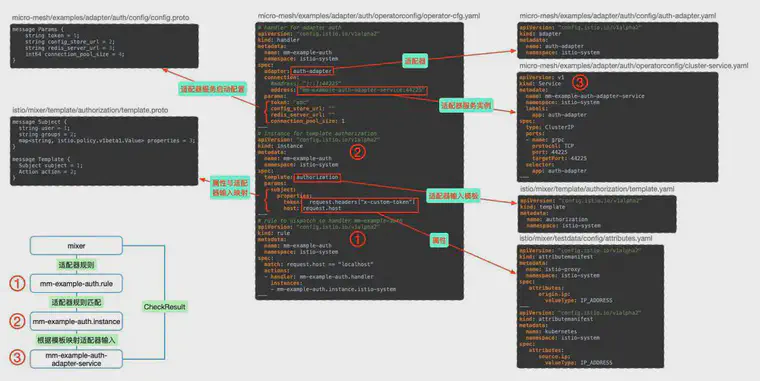 micro-mesh/examples/adapter/auth/config/config.proto
message Params {
string token = 1;
string config_store_url = 2;
string redis_server_url = 3;
int64 connection_pool_size = 4;
}
适配器服务启动配置
istio/mixer/template/authorization/template.proto
message Subject {
string user = 1;
string groups = 2;
map<string, istio.policy.v1beta1.Value> properties = 3;
}
message Template {
Subject subject = 1;
Action action = 2;
}
属性与适配
器输入映射
mixer
适配器规则
① mm-example-auth.rule
适配器规则匹配
② mm-example-auth.instance
根据模板映射适配器输入
③ mm-example-auth-
adapter-service
CheckResult
micro-mesh/examples/adapter/auth/operatorconfig/operator-cfg.yaml
# handler for adapter auth
apiVersion: "config.istio.io/v1alpha2"
kind: handler
metadata:
name: mm-example-auth
namespace: istio-system
spec:
adapter: auth-adapter
connection:
address: "mm-example-auth-adapter-service:44225"
params:
token: "abc"
config_store_url: ""
redis_server_url: ""
connection_pool_size: 1
---
# instance for template authorization
apiVersion: "config.istio.io/v1alpha2"
kind: instance
②
metadata:
name: mm-example-auth
namespace: istio-system
spec:
template: authorization
params:
subject:
properties:
token: request.headers["x-custom-token"]
host: request.host
---
# rule to dispatch to handler mm-example-auth
①
apiVersion: "config.istio.io/v1alpha2"
kind: rule
metadata:
name: mm-example-auth
namespace: istio-system
spec:
match: request.host == "localhost"
actions:
- handler: mm-example-auth.handler
instances:
- mm-example-auth.instance.istio-system
---
适配器
适配器服务实例
适配器输入模板
属性
micro-mesh/examples/adapter/auth/config/auth-adapter.yaml
apiVersion: "config.istio.io/v1alpha2"
kind: adapter
metadata:
name: auth-adapter
namespace: istio-system
micro-mesh/examples/adapter/auth/operatorconfig/cluster-service.yaml
apiVersion: v1
kind: Service
③
metadata:
name: mm-example-auth-adapter-service
namespace: istio-system
labels:
app: auth-adapter
spec:
type: ClusterIP
ports:
- name: grpc
protocol: TCP
port: 44225
targetPort: 44225
selector:
app: auth-adapter
istio/mixer/template/authorization/template.yaml
apiVersion: "config.istio.io/v1alpha2"
kind: template
metadata:
name: authorization
namespace: istio-system
istio/mixer/testdata/config/attributes.yaml
apiVersion: "config.istio.io/v1alpha2"
kind: attributemanifest
metadata:
name: istio-proxy
namespace: istio-system
spec:
attributes:
origin.ip:
valueType: IP_ADDRESS
---
apiVersion: "config.istio.io/v1alpha2"
kind: attributemanifest
metadata:
name: kubernetes
namespace: istio-system
spec:
attributes:
source.ip:
valueType: IP_ADDRESS